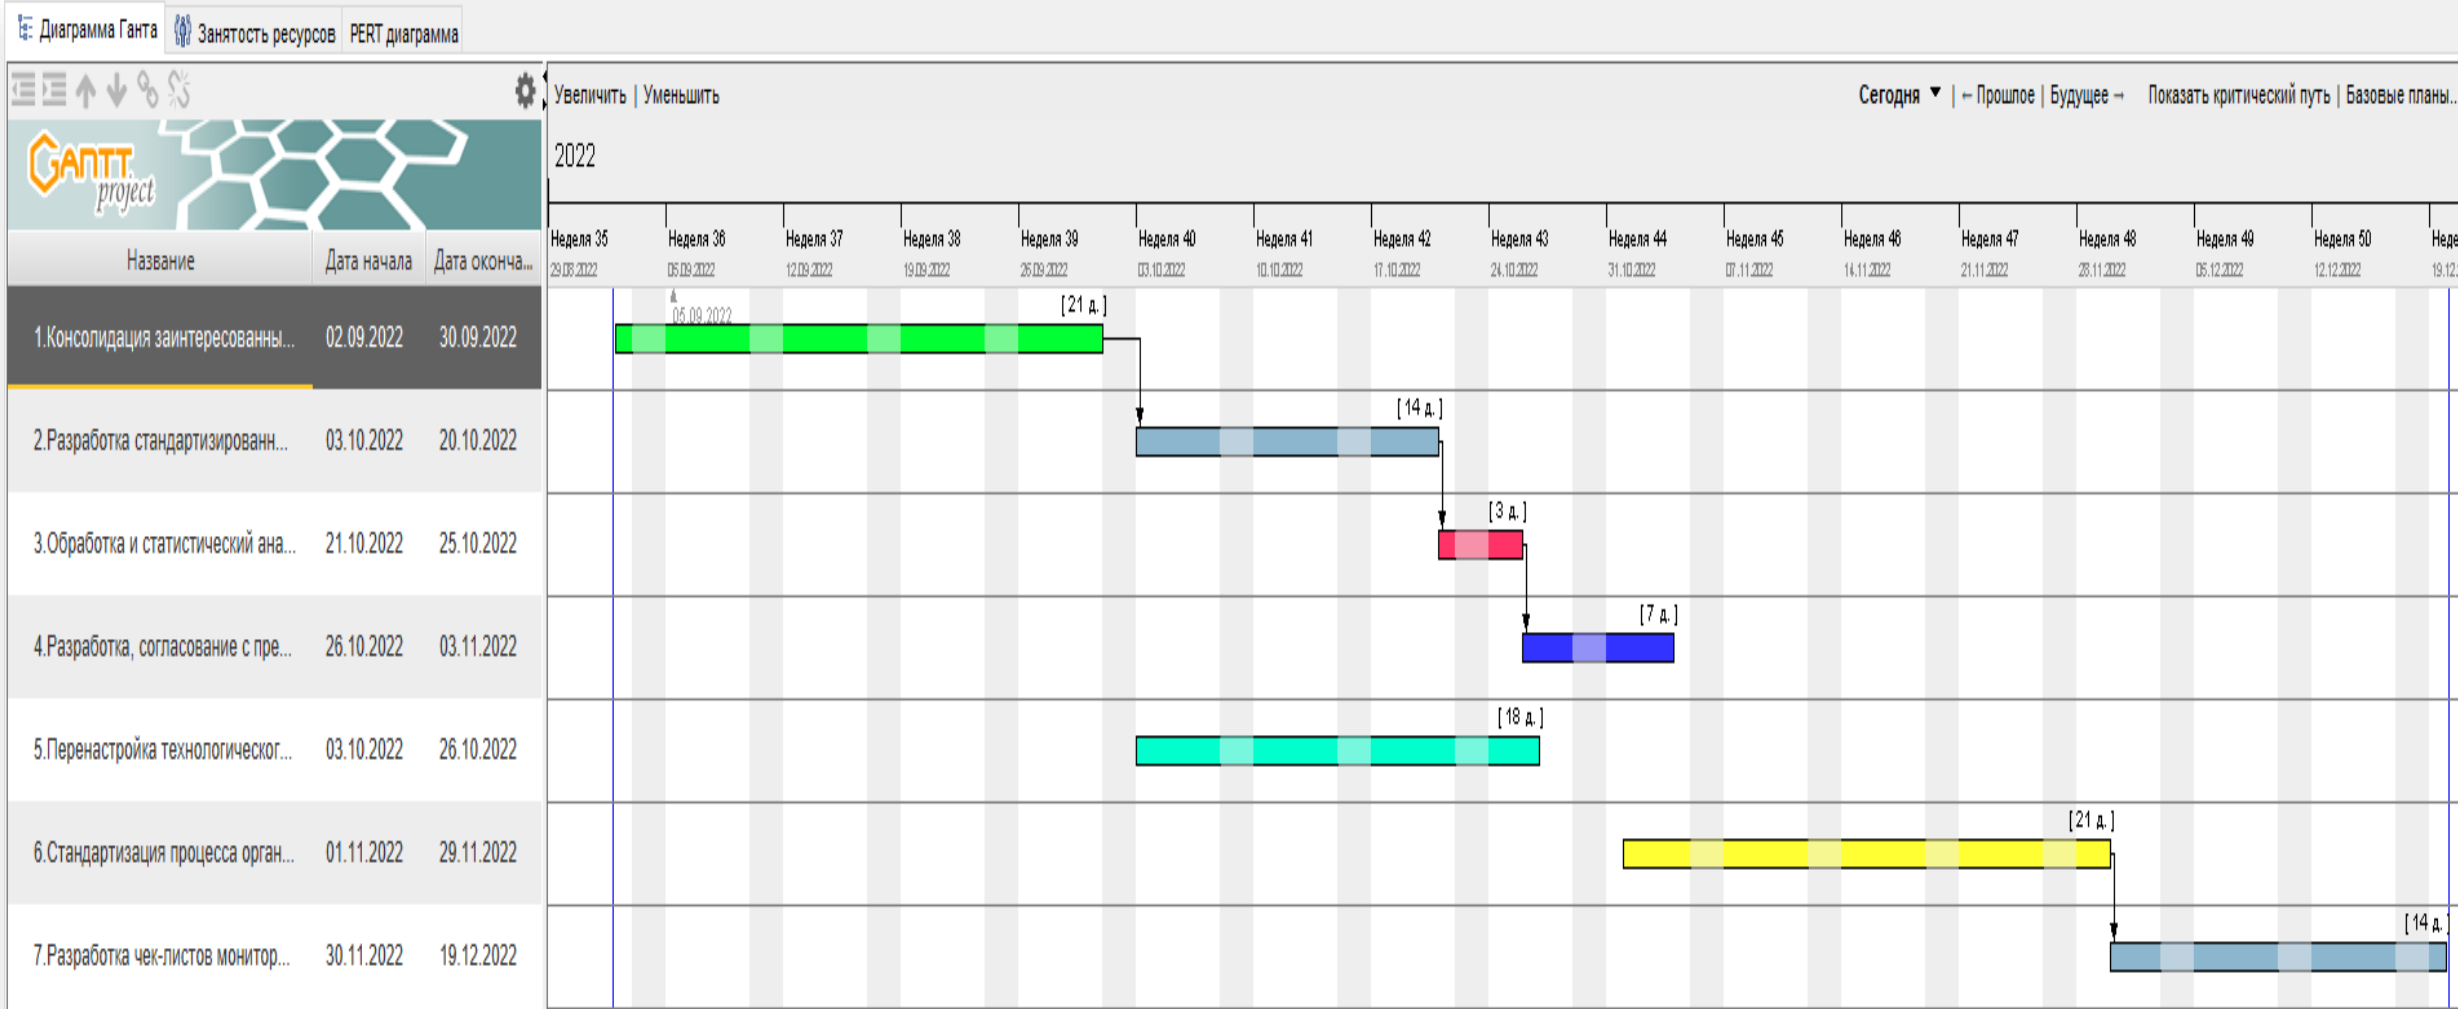 Диаграмма Ганта Занятость ресурсов PERT диаграмма
Увеличить | Уменьшить Сегодня ▼ | ← Прошлое | Будущее → Показать критический путь | Базовые планы...
GANTT
project
2022
Неделя 35 Неделя 36 Неделя 37 Неделя 38 Неделя 39 Неделя 40 Неделя 41 Неделя 42 Неделя 43 Неделя 44 Неделя 45 Неделя 46 Неделя 47 Неделя 48 Неделя 49 Неделя 50 Неде
29.08.2022 05.09.2022 12.09.2022 19.09.2022 26.09.2022 03.10.2022 10.10.2022 17.10.2022 24.10.2022 31.10.2022 07.11.2022 14.11.2022 21.11.2022 28.11.2022 05.12.2022 12.12.2022 19.12.
Название Дата начала Дата оконча...
05.09.2022
1.Консолидация заинтересованны... 02.09.2022 30.09.2022 [ 21 д. ]
2.Разработка стандартизированн... 03.10.2022 20.10.2022 [ 14 д. ]
3.Обработка и статистический ана... 21.10.2022 25.10.2022 [ 3 д. ]
4.Разработка, согласование с пре... 26.10.2022 03.11.2022 [ 7 д. ]
5.Перенастройка технологическог... 03.10.2022 26.10.2022 [ 18 д. ]
6.Стандартизация процесса орган... 01.11.2022 29.11.2022 [ 21 д. ]
7.Разработка чек-листов монитор... 30.11.2022 19.12.2022 [ 14 д. ]